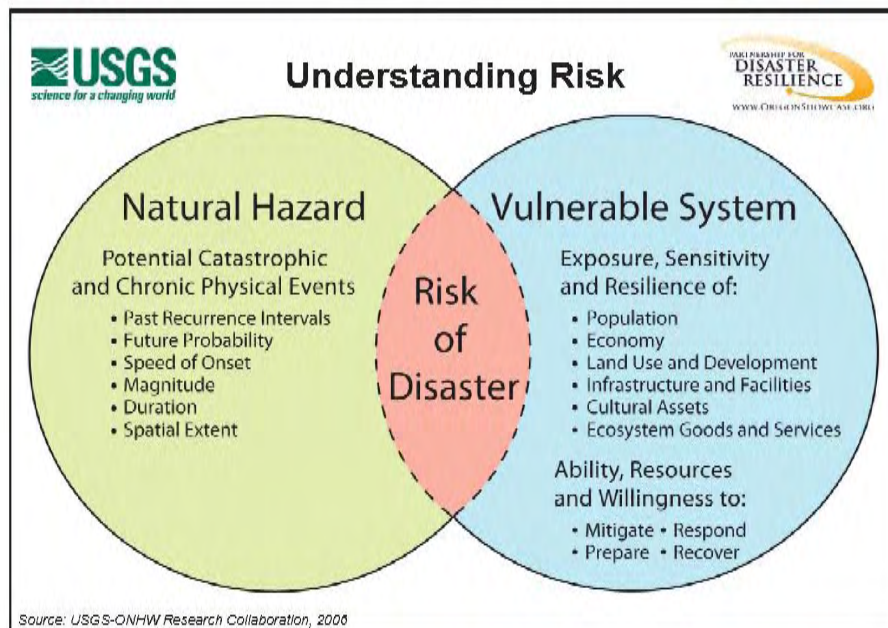 USGS
science for a changing world
Understanding Risk
PARTNERSHIP FOR
DISASTER
RESILIENCE
WWW.OREGONSHOWCASE.ORG
Natural Hazard
Potential Catastrophic
and Chronic Physical Events
• Past Recurrence Intervals
• Future Probability
• Speed of Onset
• Magnitude
• Duration
• Spatial Extent
Risk
of
Disaster
Vulnerable System
Exposure, Sensitivity
and Resilience of:
• Population
• Economy
• Land Use and Development
• Infrastructure and Facilities
• Cultural Assets
• Ecosystem Goods and Services
Ability, Resources
and Willingness to:
• Mitigate • Respond
• Prepare • Recover
Source: USGS-ONHW Research Collaboration, 2006